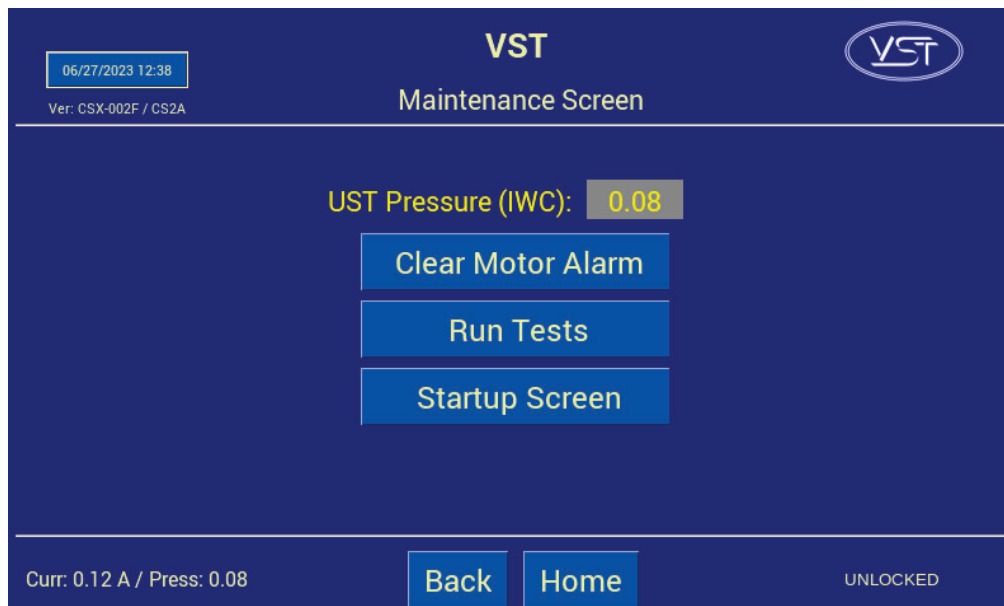 VST
VST
06/27/2023 12:38
Ver: CSX-002F / CS2A
Maintenance Screen
UST Pressure (IWC): 0.08
Clear Motor Alarm
Run Tests
Startup Screen
Curr: 0.12 A / Press: 0.08
Back
Home
UNLOCKED